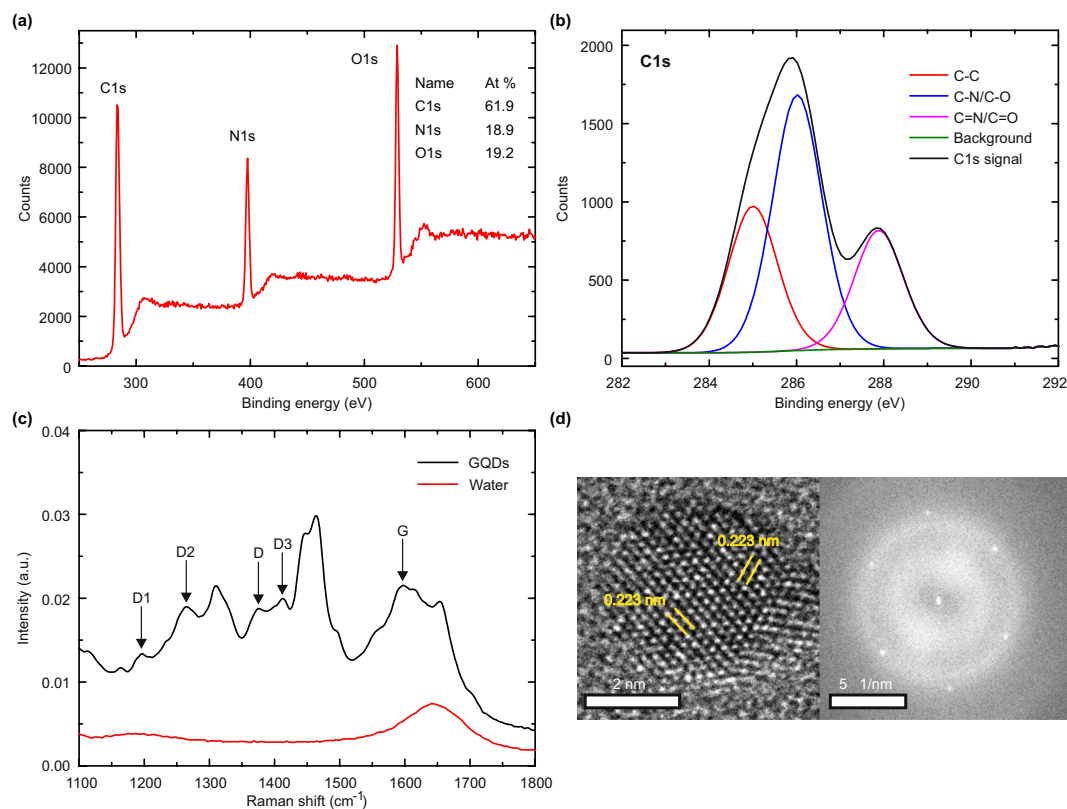 (a)
12000
10000
8000
6000
4000
2000
0
Counts
300
400
500
600
Binding energy (eV)
C1s
N1s
O1s
Name At %
C1s 61.9
N1s 18.9
O1s 19.2
(b)
C1s
2000
1500
1000
500
0
Counts
282
284
286
288
290
292
Binding energy (eV)
C-C
C-N/C-O
C=N/C=O
Background
C1s signal
(c)
0.04
0.03
0.02
0.01
0.00
Intensity (a.u.)
1100
1200
1300
1400
1500
1600
1700
1800
Raman shift (cm⁻¹)
GQDs
Water
D1
D2
D
D3
G
(d)
0.223 nm
0.223 nm
2 nm
5 1/nm